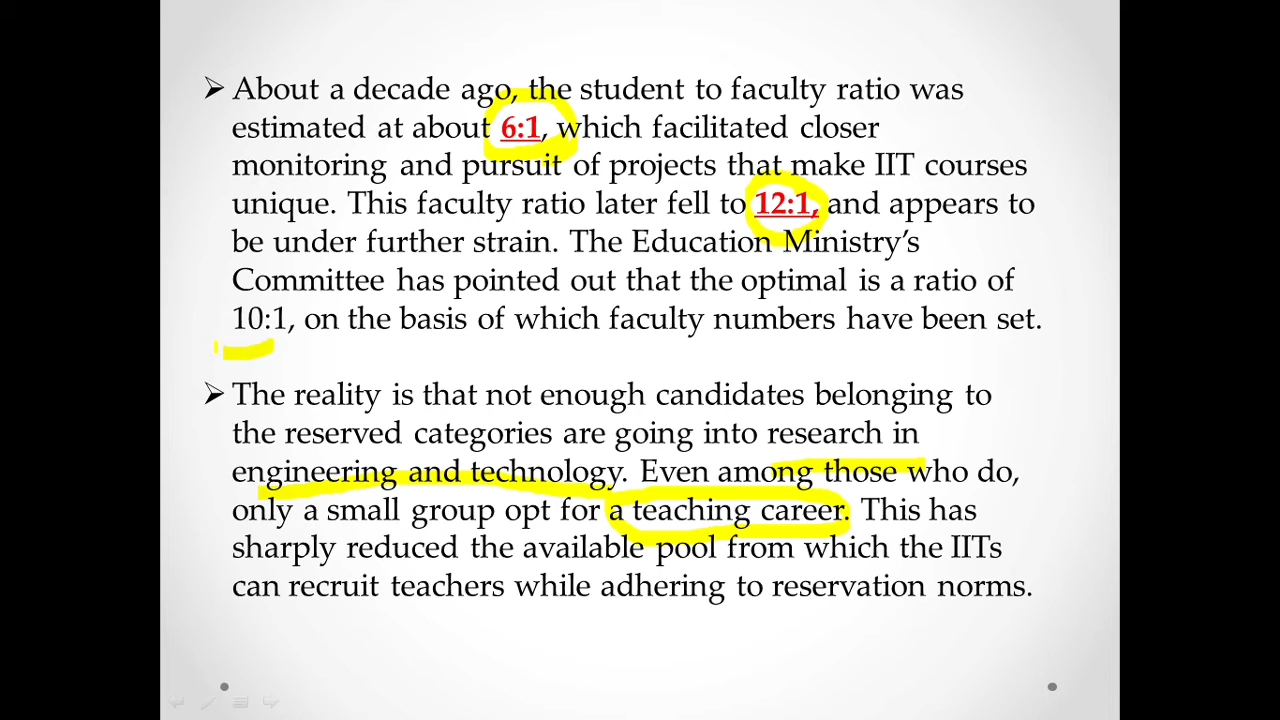 ➢ About a decade ago, the student to faculty ratio was
estimated at about 6:1, which facilitated closer
monitoring and pursuit of projects that make IIT courses
unique. This faculty ratio later fell to 12:1, and appears to
be under further strain. The Education Ministry’s
Committee has pointed out that the optimal is a ratio of
10:1, on the basis of which faculty numbers have been set.
➢ The reality is that not enough candidates belonging to
the reserved categories are going into research in
engineering and technology. Even among those who do,
only a small group opt for a teaching career. This has
sharply reduced the available pool from which the IITs
can recruit teachers while adhering to reservation norms.